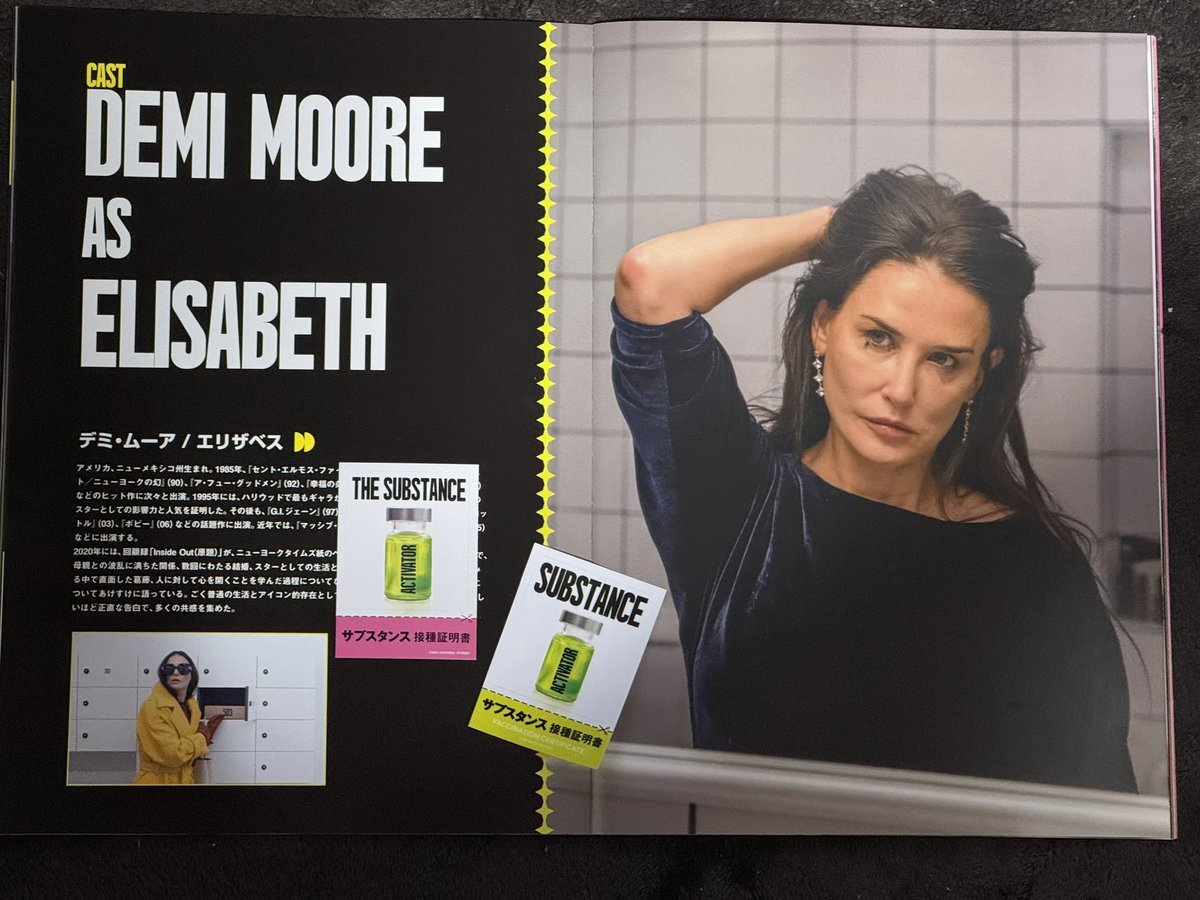 CAST
DEMI MOORE
AS
ELISABETH
デミ・ムーア / エリザベス
アメリカ、ニューメキシコ州生まれ。1985年、『セント・エルモス・ファイ
ト／ニューヨークの幻』(90)、『ア・フュー・グッドメン』(92)、『幸福の
などのヒット作に次々と出演。1995年には、ハリウッドで最もギャラが
スターとしての影響力と人気を証明した。その後も、『G.I.ジェーン』(97)
トル』(03)、『ボビー』(06) などの話題作に出演。近年では、『マッシブ・
などに出演する。
2020年には、回顧録「Inside Out(原題)」が、ニューヨークタイムズ紙のベ
母親との波乱に満ちた関係、数回にわたる結婚、スターとしての生活と
る中で直面した葛藤、人に対して心を開くことを学んだ過程について
ついてあけすけに語っている。ごく普通の生活とアイコン的存在とし
いほど正直な告白で、多くの共感を集めた。
THE SUBSTANCE
ACTIVATOR
サブスタンス 接種証明書
SUBSTANCE
ACTIVATOR
サブスタンス 接種証明書
VACCINATION CERTIFICATE
503